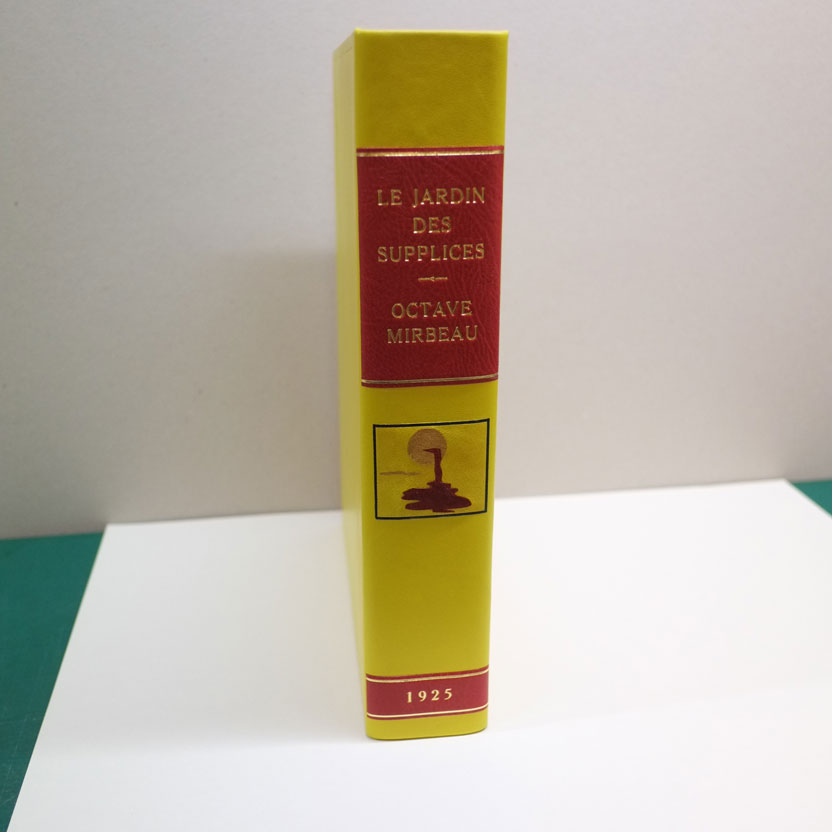 LE JARDIN
DES
SUPPLICES
OCTAVE
MIRBEAU
1925